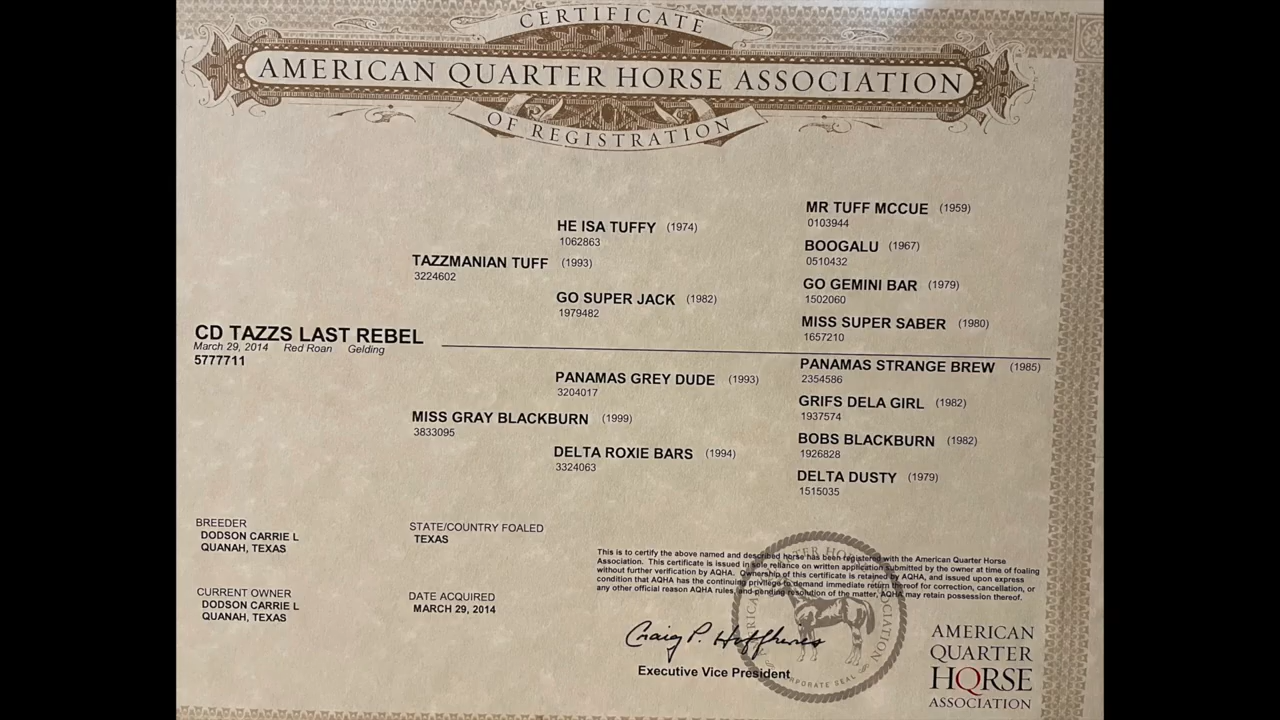 CERTIFICATE
AMERICAN QUARTER HORSE ASSOCIATION
OF REGISTRATION
MR TUFF MCCUE (1959)
0103944
HE ISA TUFFY (1974)
1062863
BOOGALU (1967)
0510432
TAZZMANIAN TUFF (1993)
3224602
GO GEMINI BAR (1979)
1502060
GO SUPER JACK (1982)
1979482
MISS SUPER SABER (1980)
1657210
CD TAZZS LAST REBEL
March 29, 2014 Red Roan Gelding
5777711
PANAMAS STRANGE BREW (1985)
2354586
PANAMAS GREY DUDE (1993)
3204017
GRIFS DELA GIRL (1982)
1937574
MISS GRAY BLACKBURN (1999)
3833095
BOBS BLACKBURN (1982)
1926828
DELTA ROXIE BARS (1994)
3324063
DELTA DUSTY (1979)
1515035
BREEDER
DODSON CARRIE L
QUANAH, TEXAS
STATE/COUNTRY FOALED
TEXAS
CURRENT OWNER
DODSON CARRIE L
QUANAH, TEXAS
DATE ACQUIRED
MARCH 29, 2014
This is to certify the above named and described horse has been registered with the American Quarter Horse
Association. This certificate is issued in sole reliance on written application submitted by the owner at time of foaling
without further verification by AQHA. Ownership of this certificate is retained by AQHA, and issued upon express
condition that AQHA has the continuing privilege to demand immediate return thereof for correction, cancellation, or
any other official reason AQHA rules, and pending resolution of the matter, AQHA may retain possession thereof.
Craig P. Huffhines
Executive Vice President
AMERICAN QUARTER HORSE ASSOCIATION
CORPORATE SEAL
AMERICAN
QUARTER
HORSE
ASSOCIATION